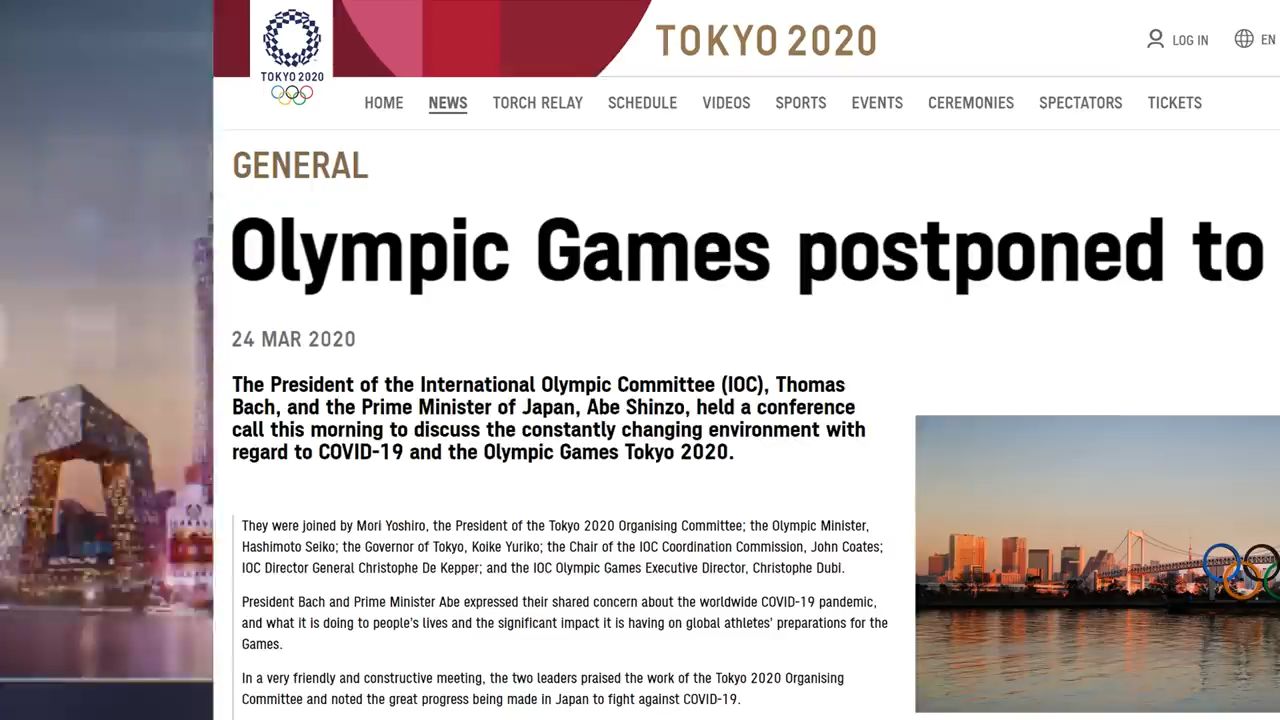 TOKYO 2020
TOKYO 2020
LOG IN
EN
HOME
NEWS
TORCH RELAY
SCHEDULE
VIDEOS
SPORTS
EVENTS
CEREMONIES
SPECTATORS
TICKETS
GENERAL
Olympic Games postponed to
24 MAR 2020
The President of the International Olympic Committee (IOC), Thomas
Bach, and the Prime Minister of Japan, Abe Shinzo, held a conference
call this morning to discuss the constantly changing environment with
regard to COVID-19 and the Olympic Games Tokyo 2020.
They were joined by Mori Yoshiro, the President of the Tokyo 2020 Organising Committee; the Olympic Minister,
Hashimoto Seiko; the Governor of Tokyo, Koike Yuriko; the Chair of the IOC Coordination Commission, John Coates;
IOC Director General Christophe De Kepper; and the IOC Olympic Games Executive Director, Christophe Dubi.
President Bach and Prime Minister Abe expressed their shared concern about the worldwide COVID-19 pandemic,
and what it is doing to people's lives and the significant impact it is having on global athletes' preparations for the
Games.
In a very friendly and constructive meeting, the two leaders praised the work of the Tokyo 2020 Organising
Committee and noted the great progress being made in Japan to fight against COVID-19.